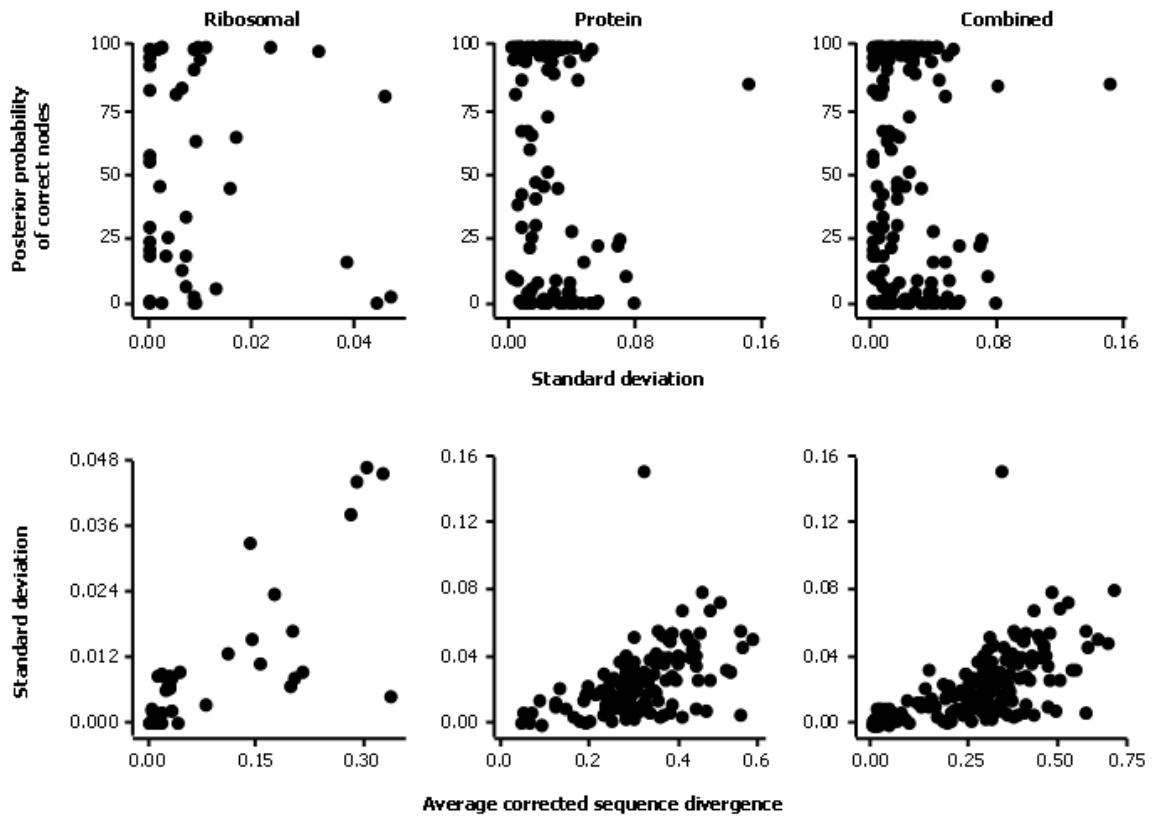 Ribosomal Protein Combined
Posterior probability
of correct nodes
100 100 100
75 75 75
50 50 50
25 25 25
0 0 0
0.00 0.02 0.04 0.00 0.08 0.16 0.00 0.08 0.16
Standard deviation
Standard deviation
0.048 0.16 0.16
0.036 0.12 0.12
0.024 0.08 0.08
0.012 0.04 0.04
0.000 0.00 0.00
0.00 0.15 0.30 0.0 0.2 0.4 0.6 0.00 0.25 0.50 0.75
Average corrected sequence divergence